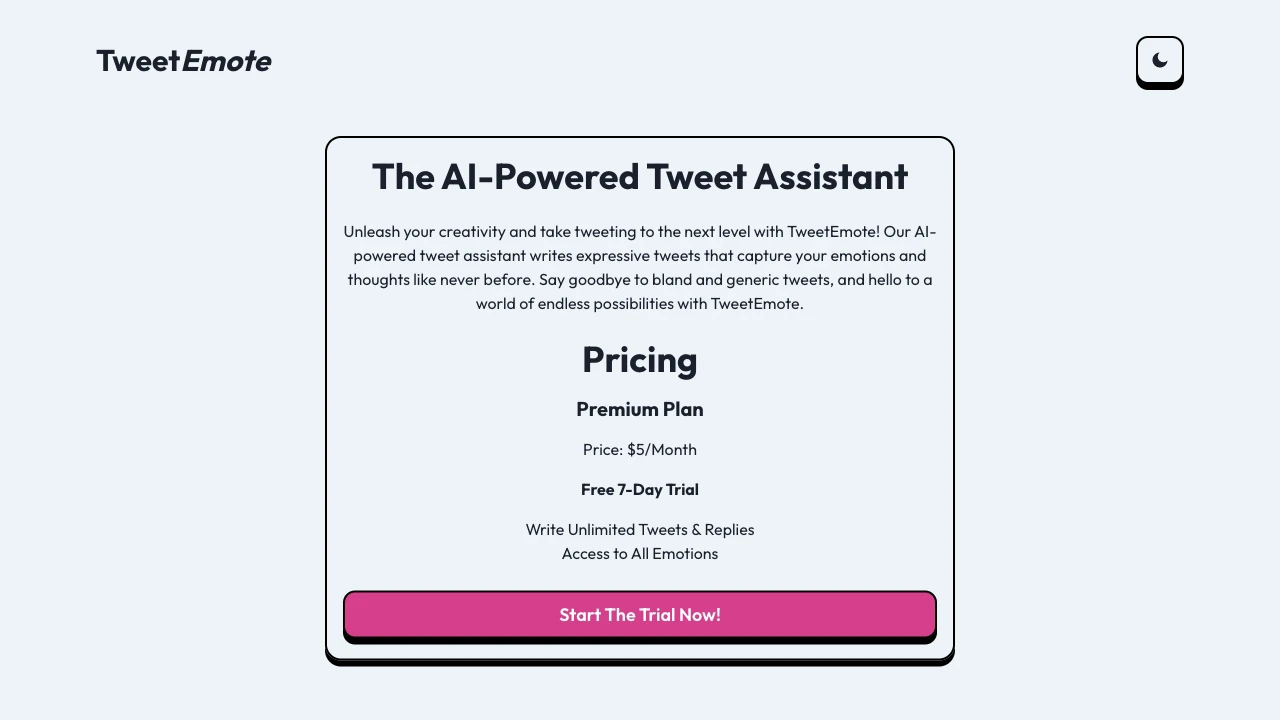 TweetEmote
The AI-Powered Tweet Assistant
Unleash your creativity and take tweeting to the next level with TweetEmote! Our AI-
powered tweet assistant writes expressive tweets that capture your emotions and
thoughts like never before. Say goodbye to bland and generic tweets, and hello to a
world of endless possibilities with TweetEmote.
Pricing
Premium Plan
Price: $5/Month
Free 7-Day Trial
Write Unlimited Tweets & Replies
Access to All Emotions
Start The Trial Now!